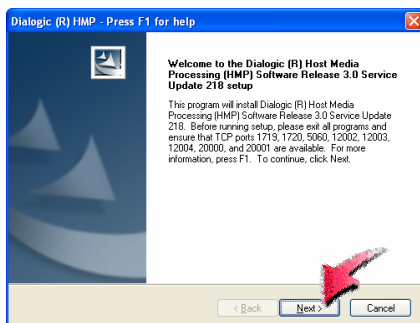 Dialogic (R) HMP - Press F1 for help
Welcome to the Dialogic (R) Host Media
Processing (HMP) Software Release 3.0 Service
Update 218 setup
This program will install Dialogic (R) Host Media
Processing (HMP) Software Release 3.0 Service Update
218. Before running setup, please exit all programs and
ensure that TCP ports 1719, 1720, 5060, 12002, 12003,
12004, 20000, and 20001 are available. For more
information, press F1. To continue, click Next.
< Back Next > Cancel